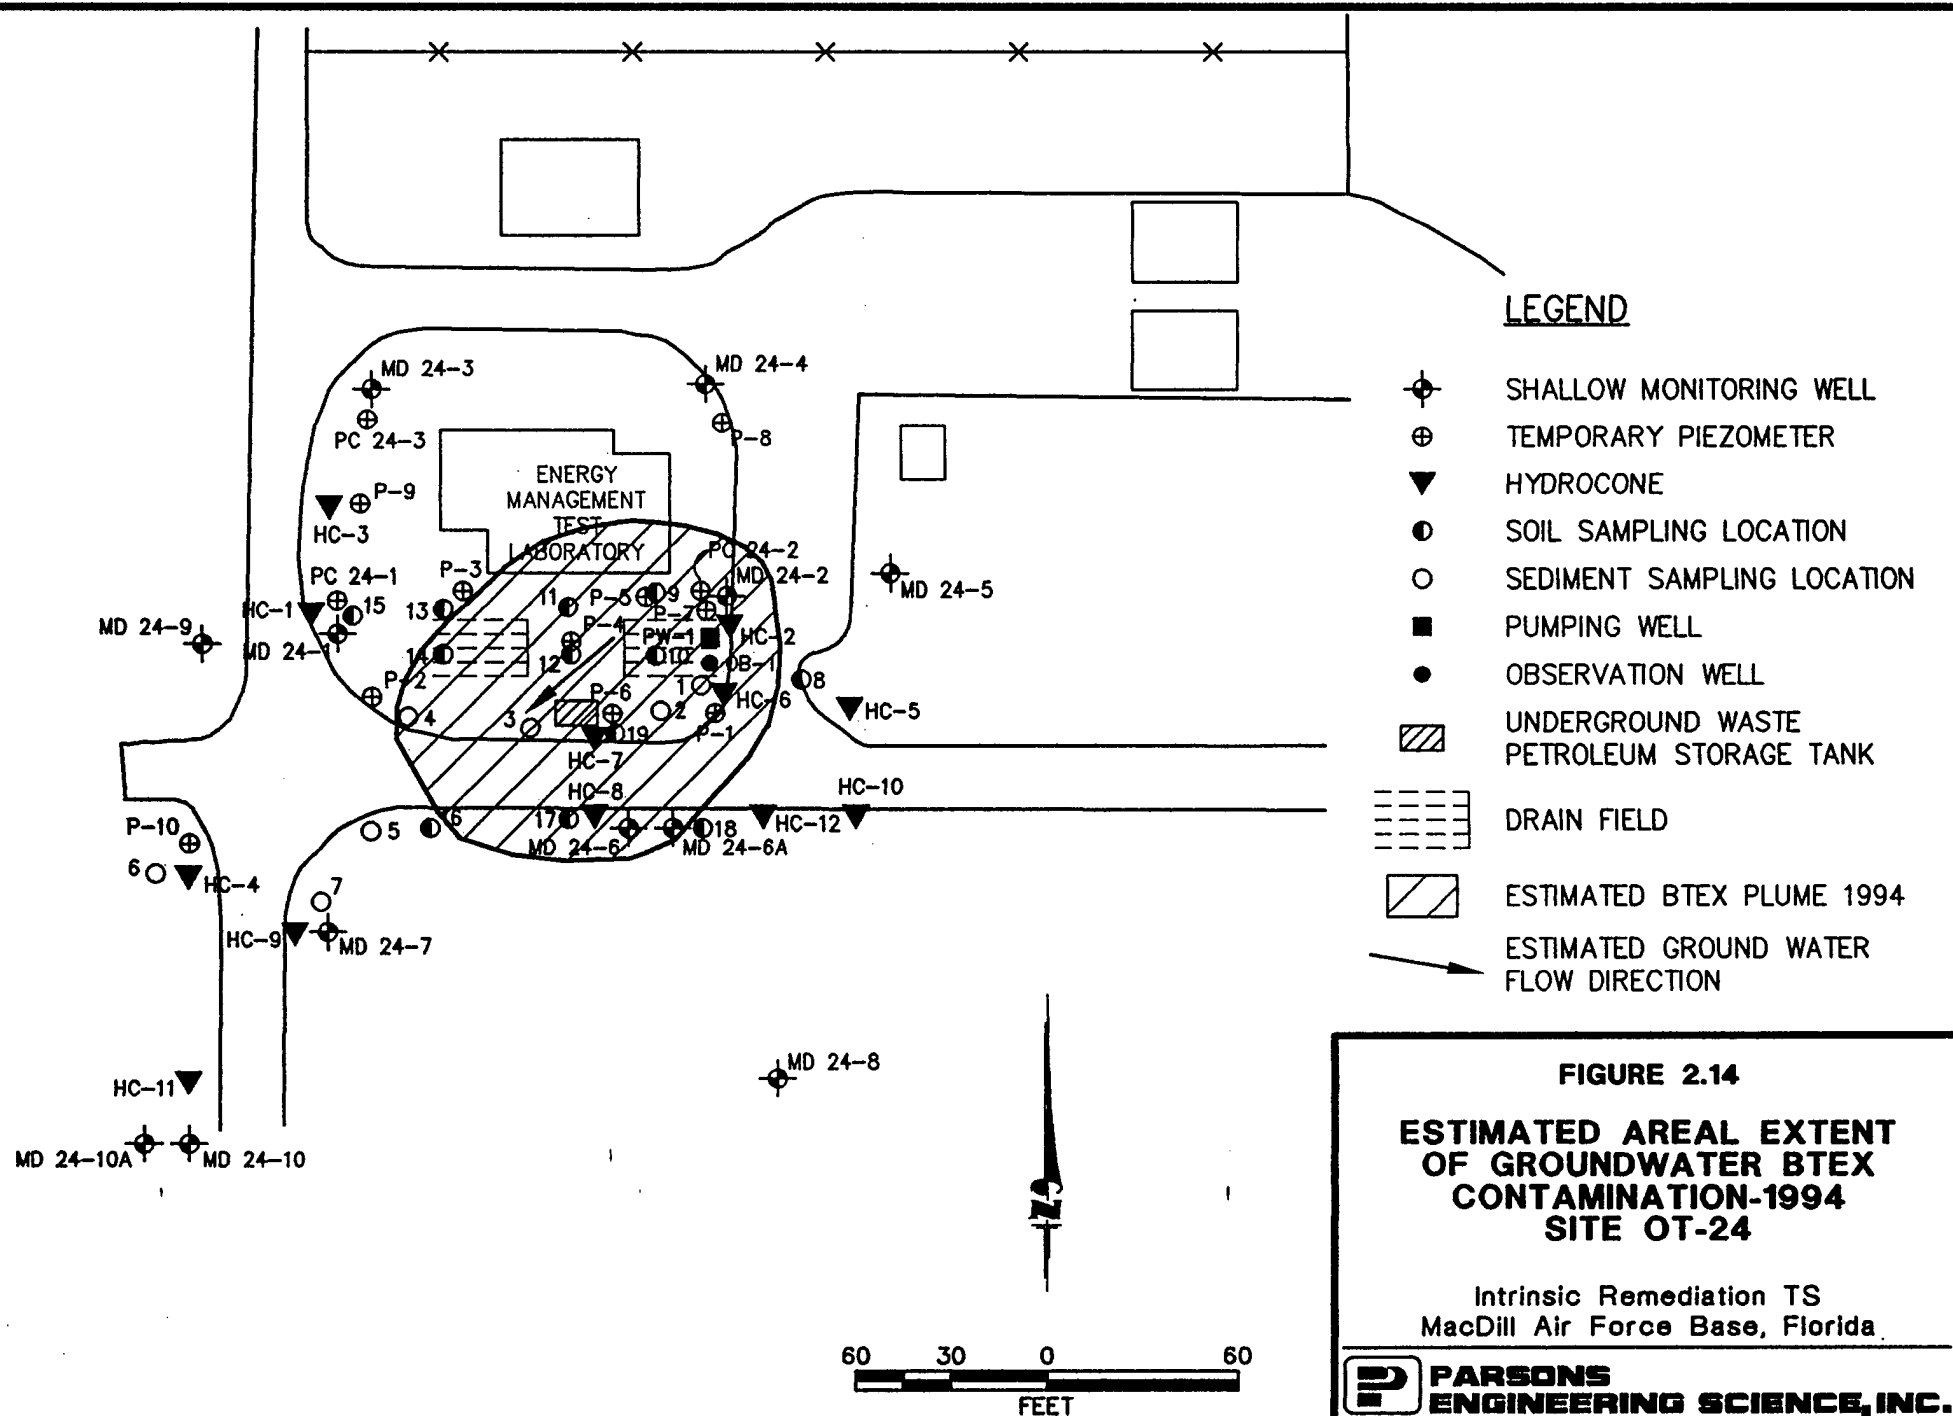 MD 24-3
MD 24-4
PC 24-3
P-8
ENERGY
MANAGEMENT
TEST
LABORATORY
P-9
HC-3
PC 24-2
MD 24-2
PC 24-1
P-3
MD 24-5
HC-1
15
13
11
P-5
9
P-7
MD 24-9
MD 24-1
P-4
PW-1
HC-2
14
12
10
OB-1
P-2
P-6
1
HC-6
8
4
3
2
HC-5
19
P-1
HC-7
HC-8
HC-10
P-10
5
16
17
18
HC-12
MD 24-6
MD 24-6A
6
HC-4
7
HC-9
MD 24-7
MD 24-8
HC-11
MD 24-10A
MD 24-10
LEGEND
SHALLOW MONITORING WELL
TEMPORARY PIEZOMETER
HYDROCONE
SOIL SAMPLING LOCATION
SEDIMENT SAMPLING LOCATION
PUMPING WELL
OBSERVATION WELL
UNDERGROUND WASTE
PETROLEUM STORAGE TANK
DRAIN FIELD
ESTIMATED BTEX PLUME 1994
ESTIMATED GROUND WATER
FLOW DIRECTION
N
60 30 0 60
FEET
FIGURE 2.14
ESTIMATED AREAL EXTENT
OF GROUNDWATER BTEX
CONTAMINATION-1994
SITE OT-24
Intrinsic Remediation TS
MacDill Air Force Base, Florida
PARSONS
ENGINEERING SCIENCE, INC.